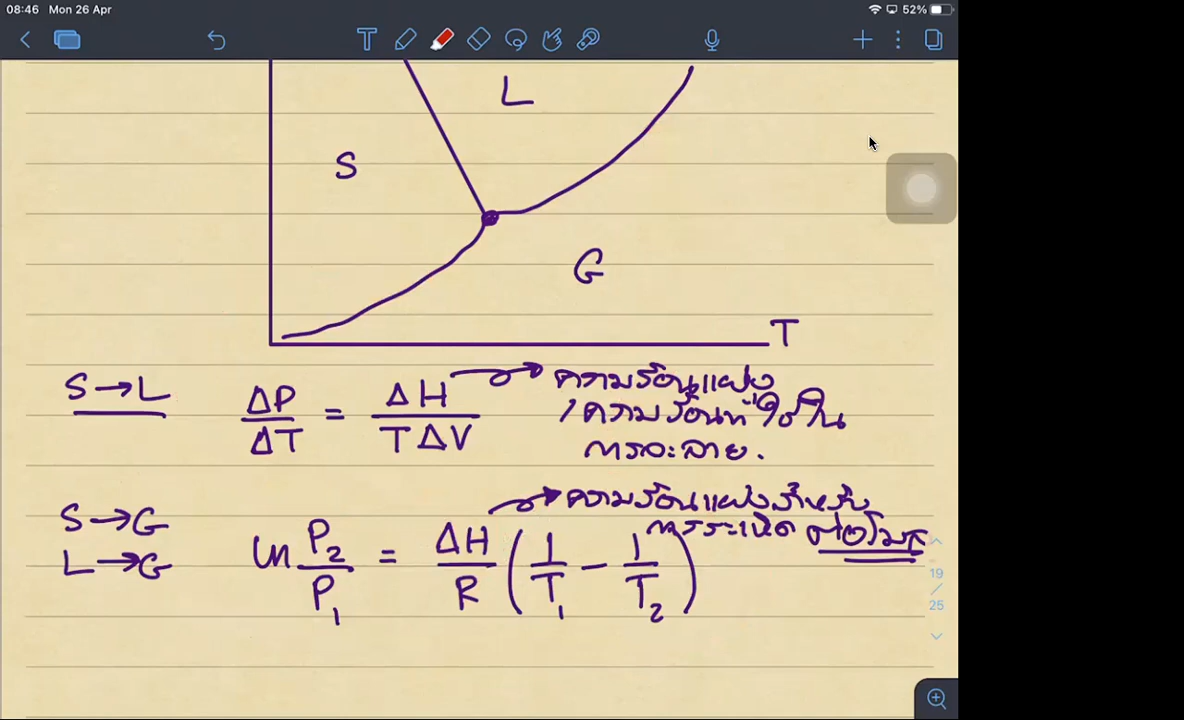 08:46 Mon 26 Apr
52%
L
S
G
T
S→L
ΔP/ΔT = ΔH/TΔV
ความร้อนแฝง
/ความร้อนที่ใช้ใน
การละลาย.
S→G
L→G
ln P₂/P₁ = ΔH/R (1/T₁ − 1/T₂)
ความร้อนแฝงสำหรับ
การระเหิด ต่อโมล
19
/
25